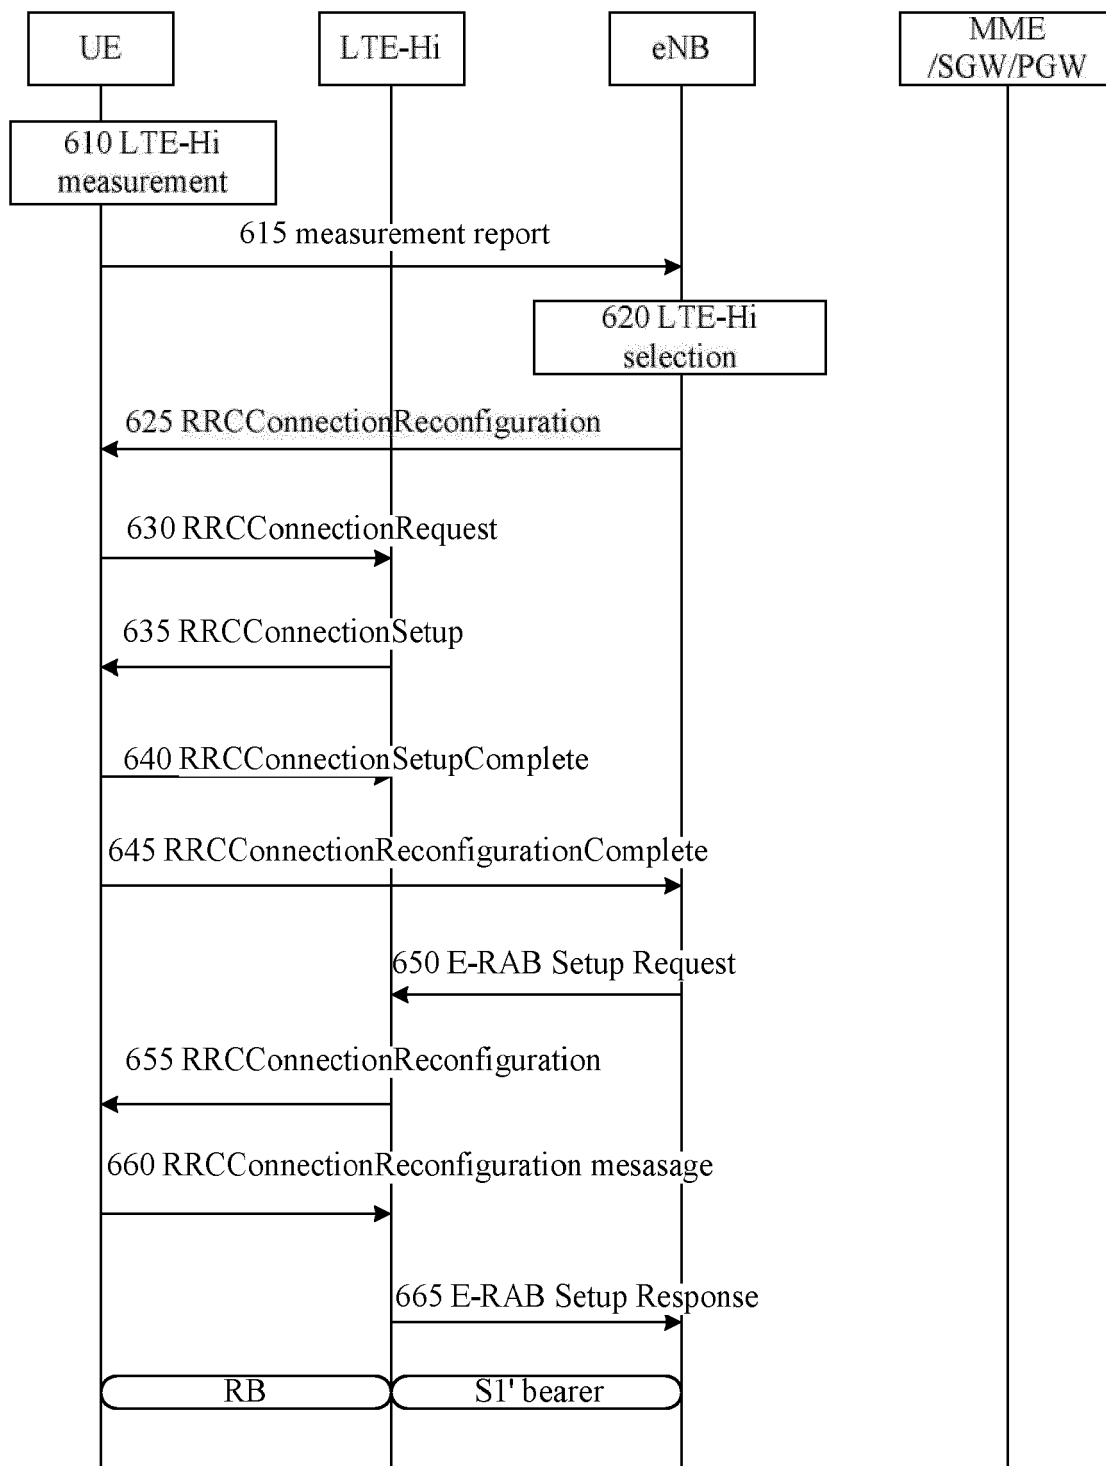 UE
LTE-Hi
eNB
MME
/SGW/PGW
610 LTE-Hi
measurement
615 measurement report
620 LTE-Hi
selection
625 RRCConnectionReconfiguration
630 RRCConnectionRequest
635 RRCConnectionSetup
640 RRCConnectionSetupComplete
645 RRCConnectionReconfigurationComplete
650 E-RAB Setup Request
655 RRCConnectionReconfiguration
660 RRCConnectionReconfiguration mesasage
665 E-RAB Setup Response
RB
S1' bearer